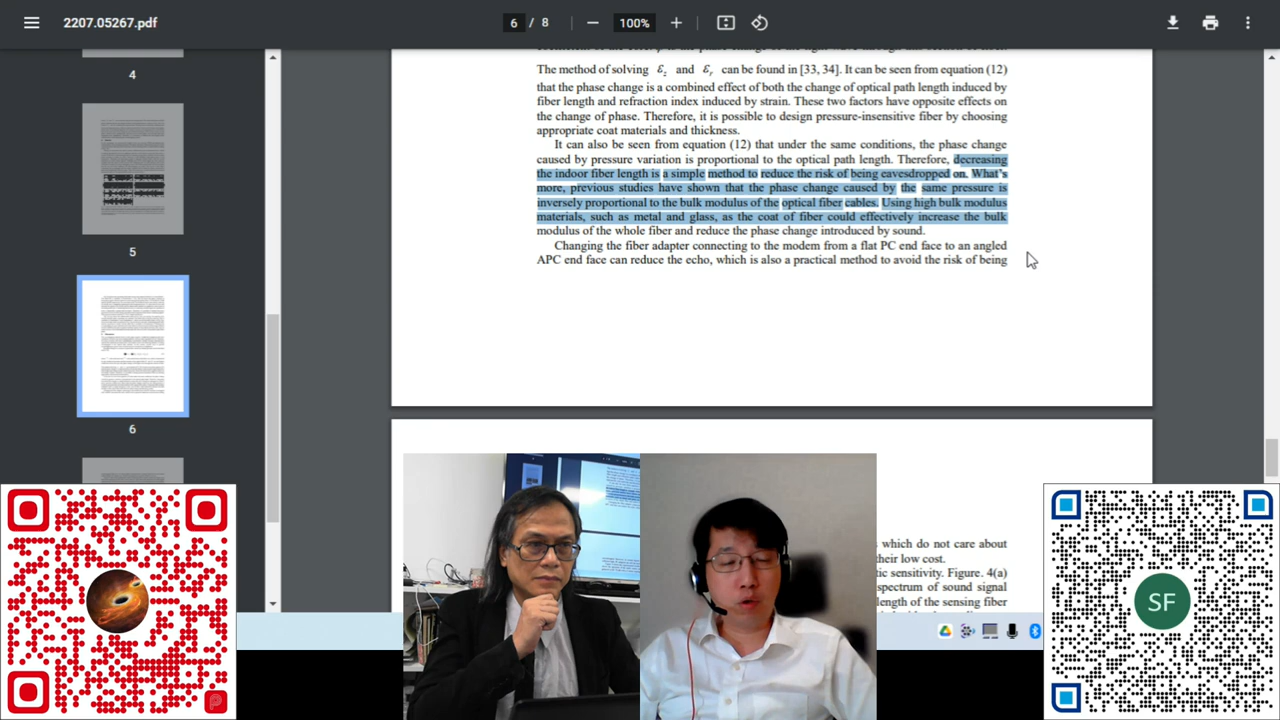 2207.05267.pdf
6 / 8
100%
4
5
6
The method of solving εz and εr can be found in [33, 34]. It can be seen from equation (12)
that the phase change is a combined effect of both the change of optical path length induced by
fiber length and refraction index induced by strain. These two factors have opposite effects on
the change of phase. Therefore, it is possible to design pressure-insensitive fiber by choosing
appropriate coat materials and thickness.
It can also be seen from equation (12) that under the same conditions, the phase change
caused by pressure variation is proportional to the optical path length. Therefore, decreasing
the indoor fiber length is a simple method to reduce the risk of being eavesdropped on. What's
more, previous studies have shown that the phase change caused by the same pressure is
inversely proportional to the bulk modulus of the optical fiber cables. Using high bulk modulus
materials, such as metal and glass, as the coat of fiber could effectively increase the bulk
modulus of the whole fiber and reduce the phase change introduced by sound.
Changing the fiber adapter connecting to the modem from a flat PC end face to an angled
APC end face can reduce the echo, which is also a practical method to avoid the risk of being
which do not care about
their low cost.
tic sensitivity. Figure. 4(a)
spectrum of sound signal
length of the sensing fiber
SF